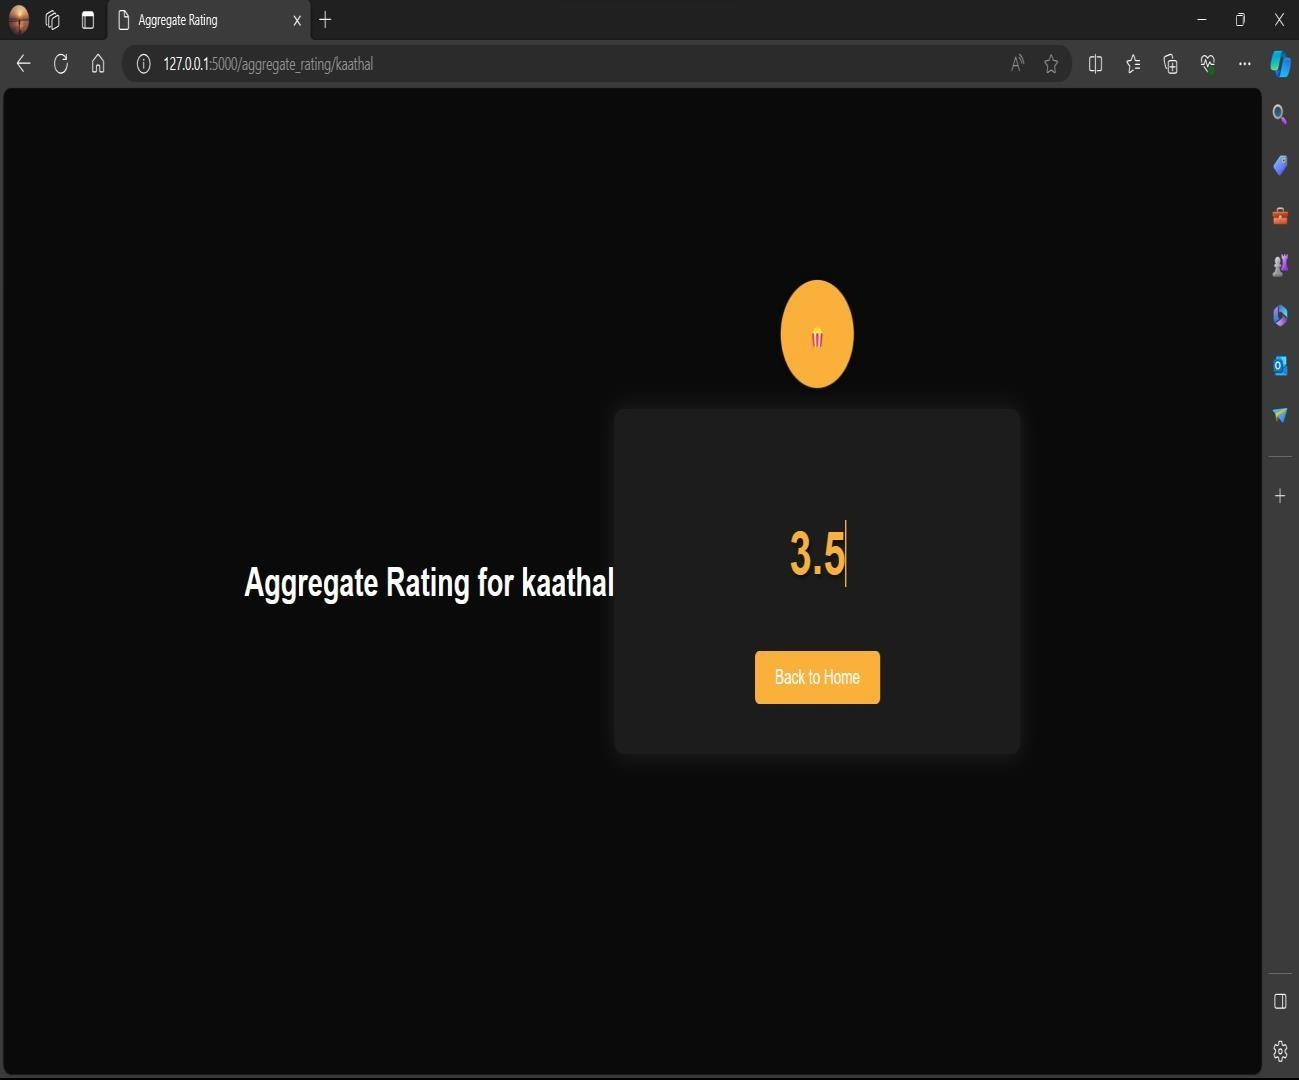 Aggregate Rating
127.0.0.1:5000/aggregate_rating/kaathal
Aggregate Rating for kaathal
3.5
Back to Home